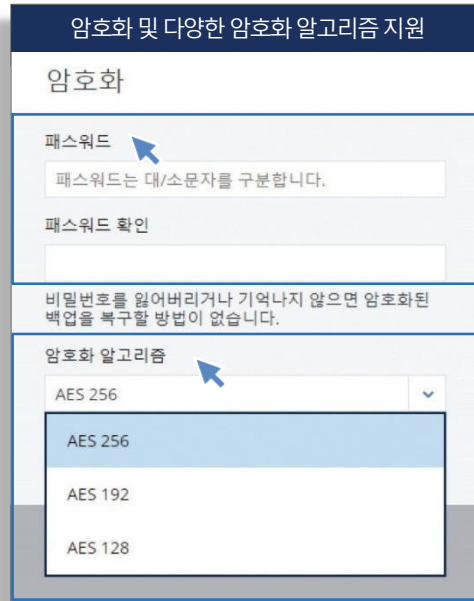 암호화 및 다양한 암호화 알고리즘 지원
암호화
패스워드
패스워드는 대/소문자를 구분합니다.
패스워드 확인
비밀번호를 잃어버리거나 기억나지 않으면 암호화된
백업을 복구할 방법이 없습니다.
암호화 알고리즘
AES 256
AES 256
AES 192
AES 128